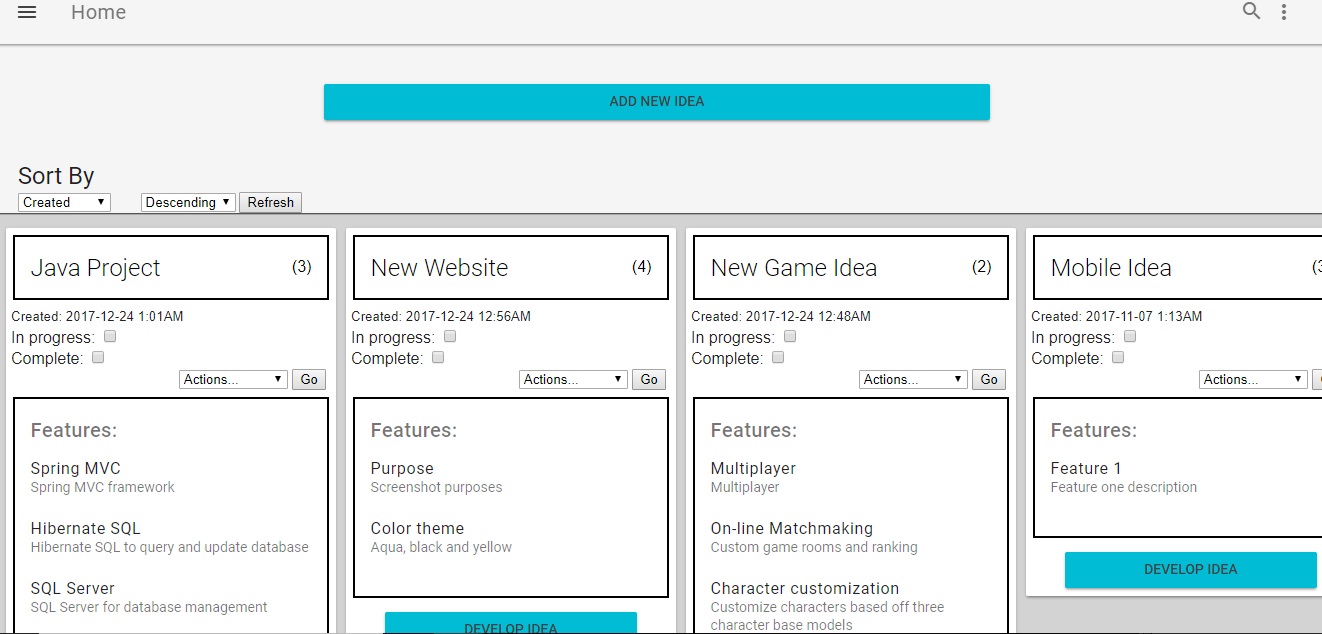 Home
ADD NEW IDEA
Sort By
Created Descending Refresh
Java Project (3)
Created: 2017-12-24 1:01AM
In progress:
Complete:
Actions... Go
Features:
Spring MVC
Spring MVC framework
Hibernate SQL
Hibernate SQL to query and update database
SQL Server
SQL Server for database management
New Website (4)
Created: 2017-12-24 12:56AM
In progress:
Complete:
Actions... Go
Features:
Purpose
Screenshot purposes
Color theme
Aqua, black and yellow
DEVELOP IDEA
New Game Idea (2)
Created: 2017-12-24 12:48AM
In progress:
Complete:
Actions... Go
Features:
Multiplayer
Multiplayer
On-line Matchmaking
Custom game rooms and ranking
Character customization
Customize characters based off three
character base models
Mobile Idea
Created: 2017-11-07 1:13AM
In progress:
Complete:
Actions...
Features:
Feature 1
Feature one description
DEVELOP IDEA